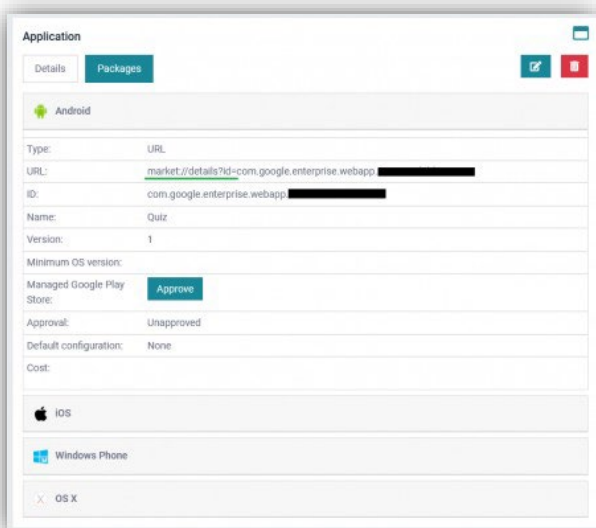 Application
Details Packages
Android
Type: URL
URL: market://details?id=com.google.enterprise.webapp.
ID: com.google.enterprise.webapp.
Name: Quiz
Version: 1
Minimum OS version:
Managed Google Play
Store:
Approve
Approval: Unapproved
Default configuration: None
Cost:
iOS
Windows Phone
OS X